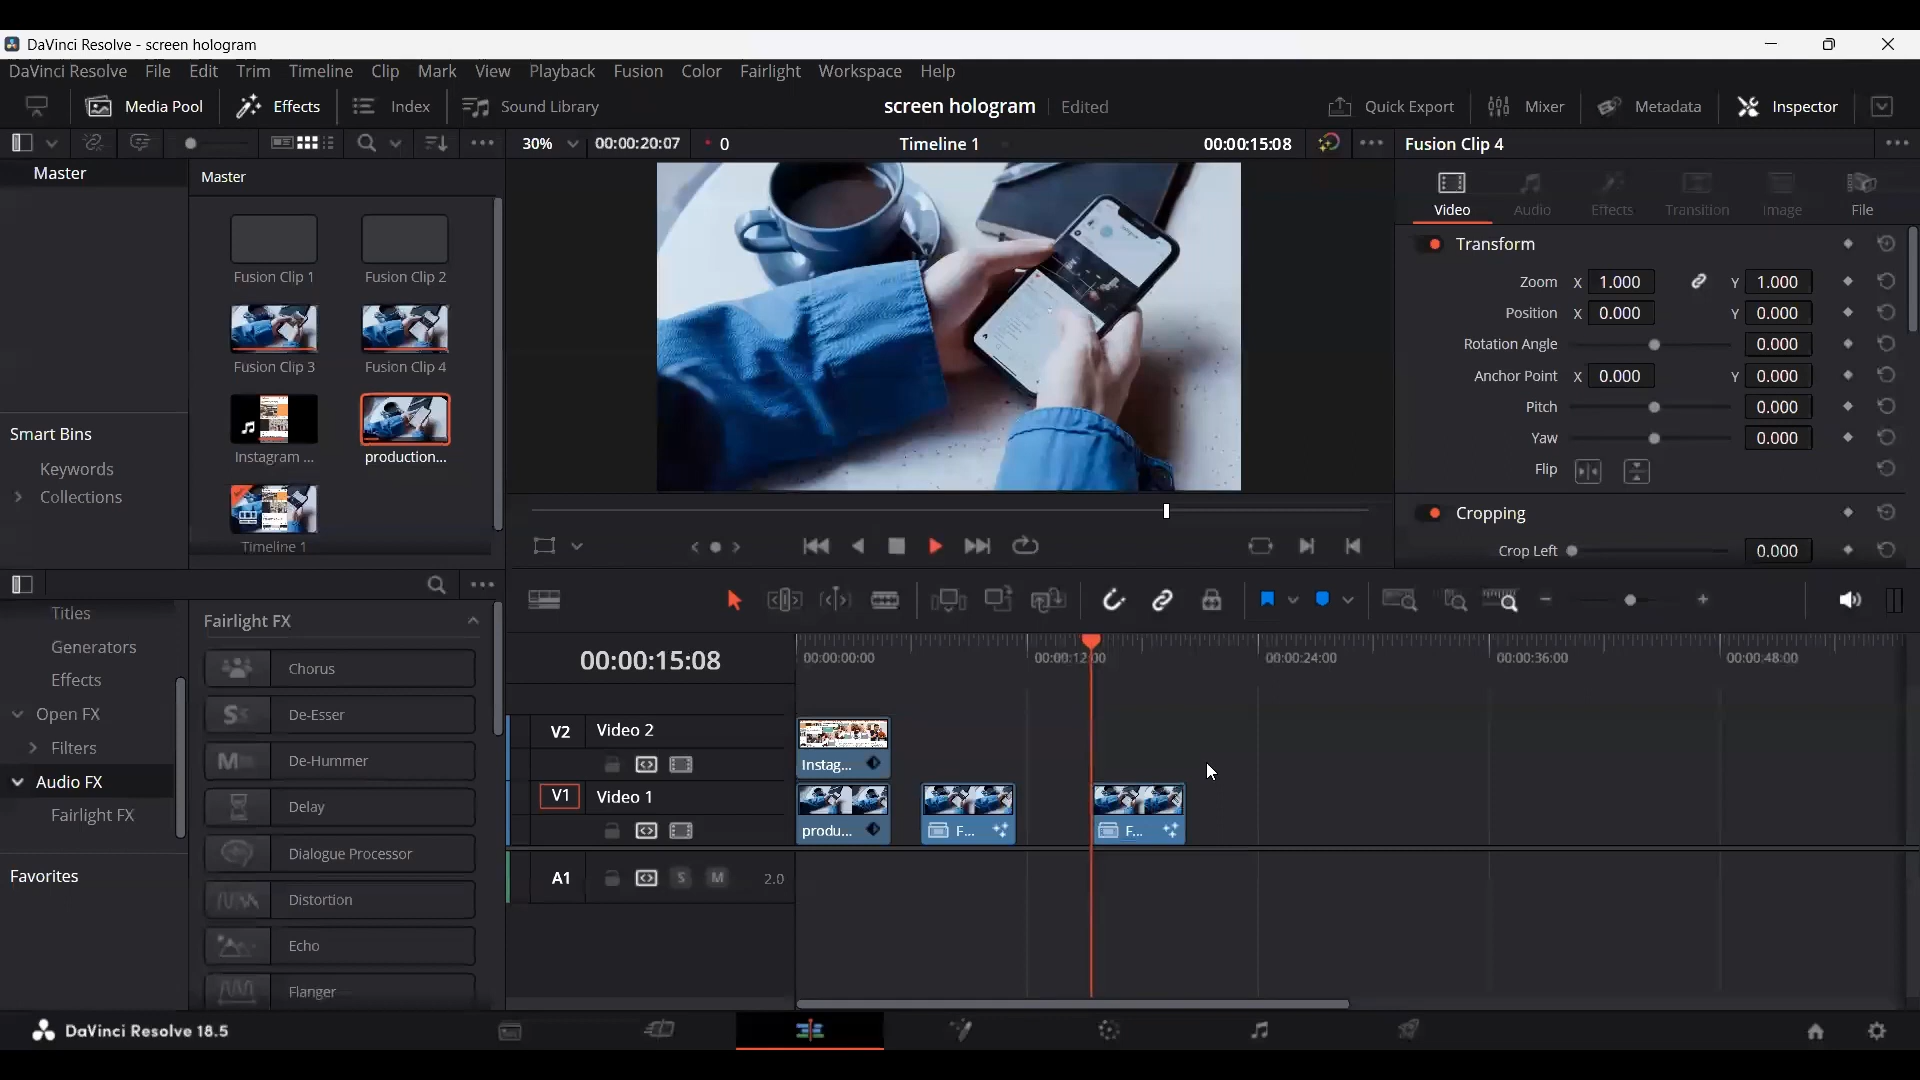 DaVinci Resolve - screen hologram
DaVinci Resolve File Edit Trim Timeline Clip Mark View Playback Fusion Color Fairlight Workspace Help
Media Pool Effects Index Sound Library screen hologram Edited Quick Export Mixer Metadata Inspector
30% 00:00:20:07 0 Timeline 1 00:00:15:08 Fusion Clip 4
Master Master
Fusion Clip 1 Fusion Clip 2
Fusion Clip 3 Fusion Clip 4
Instagram ... production...
Timeline 1
Smart Bins
Keywords
Collections
Video Audio Effects Transition Image File
Transform
Zoom X 1.000 Y 1.000
Position X 0.000 Y 0.000
Rotation Angle 0.000
Anchor Point X 0.000 Y 0.000
Pitch 0.000
Yaw 0.000
Flip
Cropping
Crop Left 0.000
Titles
Generators
Effects
Open FX
Filters
Audio FX
Fairlight FX
Favorites
Fairlight FX
Chorus
De-Esser
De-Hummer
Delay
Dialogue Processor
Distortion
Echo
Flanger
00:00:15:08
00:00:00:00 00:00:12:00 00:00:24:00 00:00:36:00 00:00:48:00
V2 Video 2
Instag...
V1 Video 1
produ... F... F...
A1 S M 2.0
DaVinci Resolve 18.5